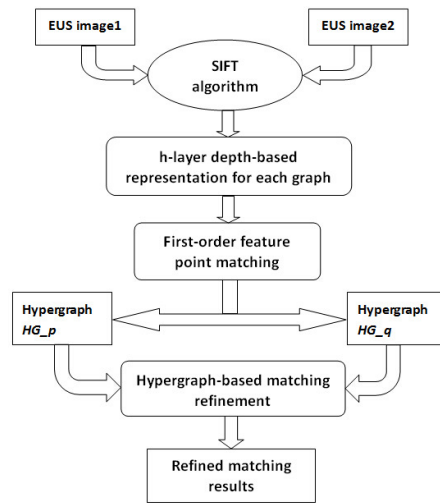 EUS image1
EUS image2
SIFT
algorithm
h-layer depth-based
representation for each graph
First-order feature
point matching
Hypergraph
HG_p
Hypergraph
HG_q
Hypergraph-based matching
refinement
Refined matching
results